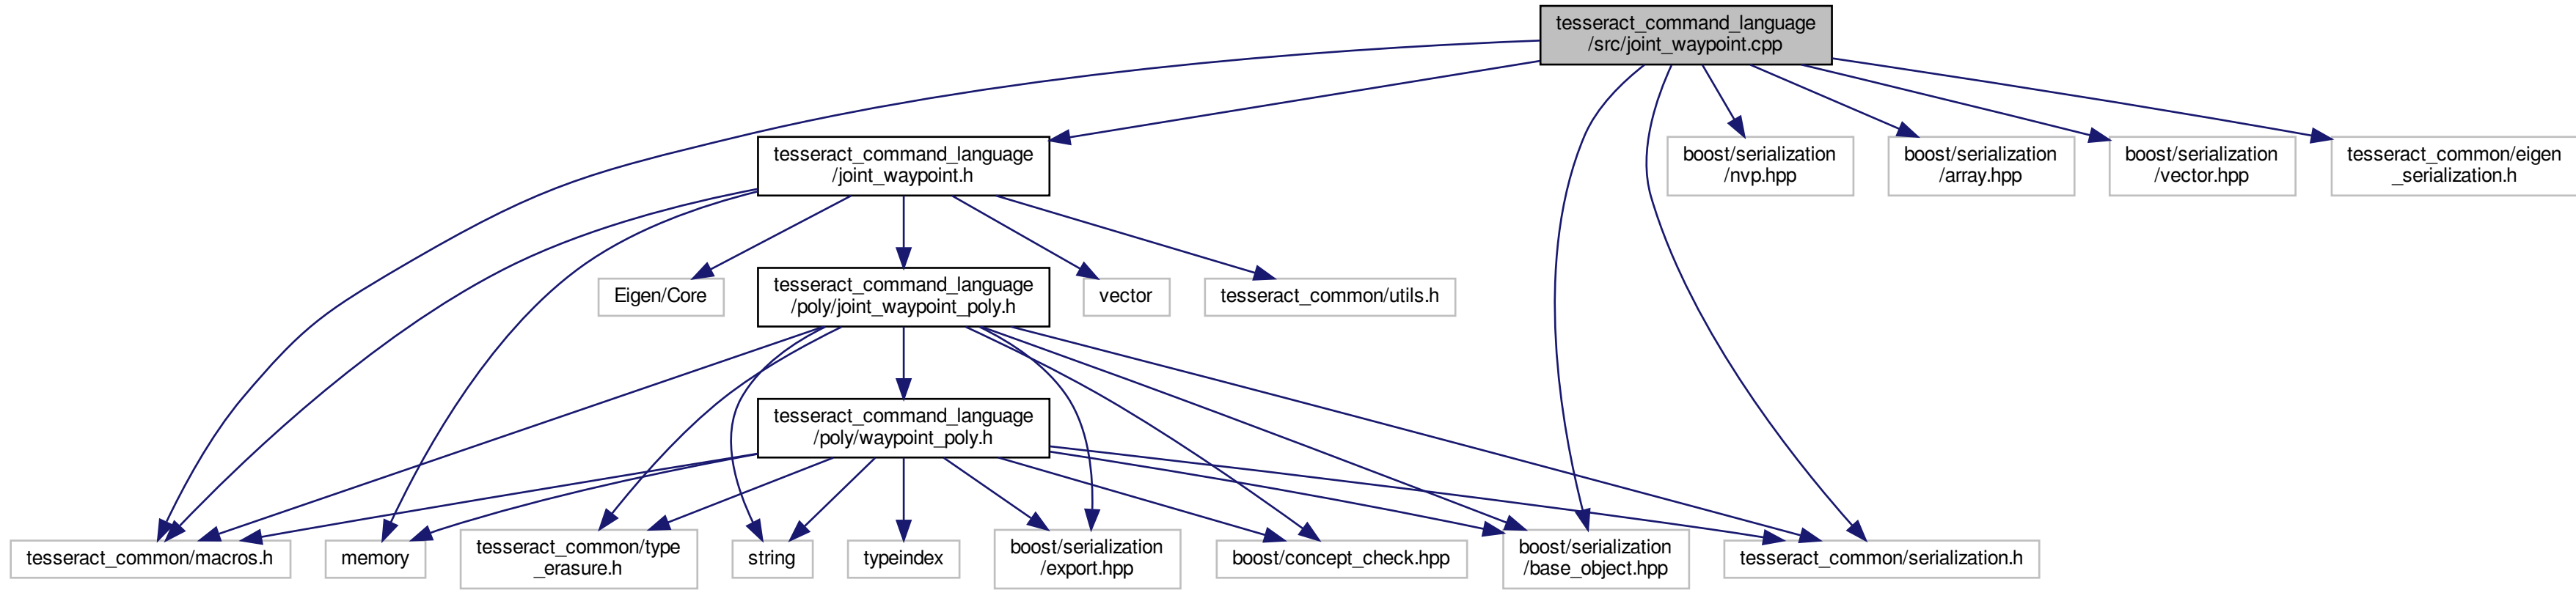 tesseract_command_language
/src/joint_waypoint.cpp
tesseract_command_language
/joint_waypoint.h
boost/serialization
/nvp.hpp
boost/serialization
/array.hpp
boost/serialization
/vector.hpp
tesseract_common/eigen
_serialization.h
Eigen/Core
tesseract_command_language
/poly/joint_waypoint_poly.h
vector
tesseract_common/utils.h
tesseract_command_language
/poly/waypoint_poly.h
tesseract_common/macros.h
memory
tesseract_common/type
_erasure.h
string
typeindex
boost/serialization
/export.hpp
boost/concept_check.hpp
boost/serialization
/base_object.hpp
tesseract_common/serialization.h